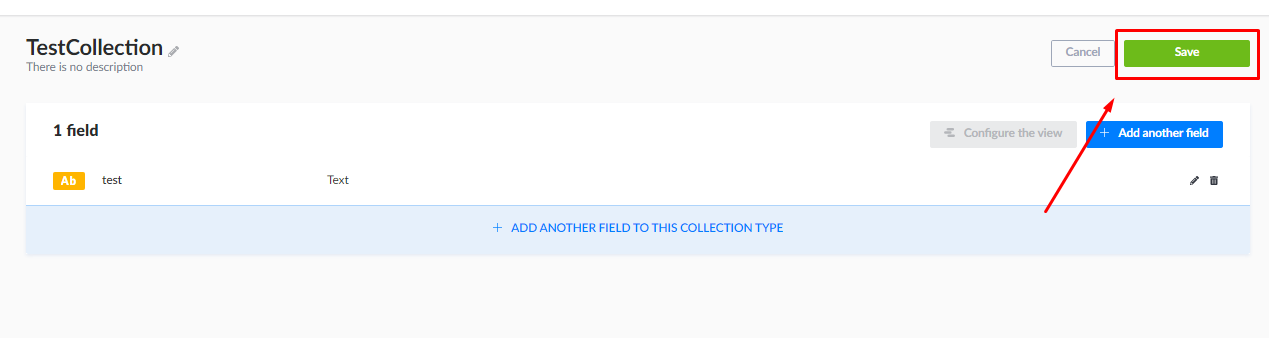 TestCollection
There is no description
Cancel
Save
1 field
Configure the view
+ Add another field
Ab test Text
+ ADD ANOTHER FIELD TO THIS COLLECTION TYPE